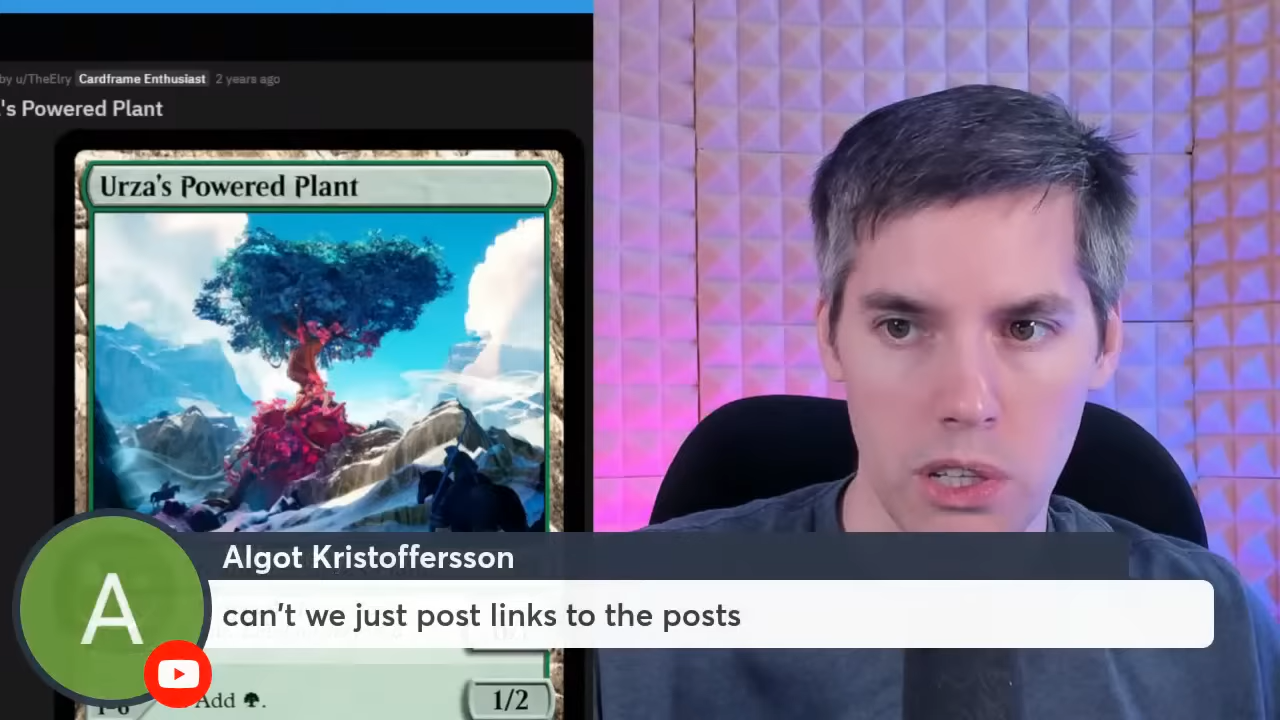 by u/TheElry Cardframe Enthusiast 2 years ago
's Powered Plant
Urza's Powered Plant
Algot Kristoffersson
A
can't we just post links to the posts
Add
1/2